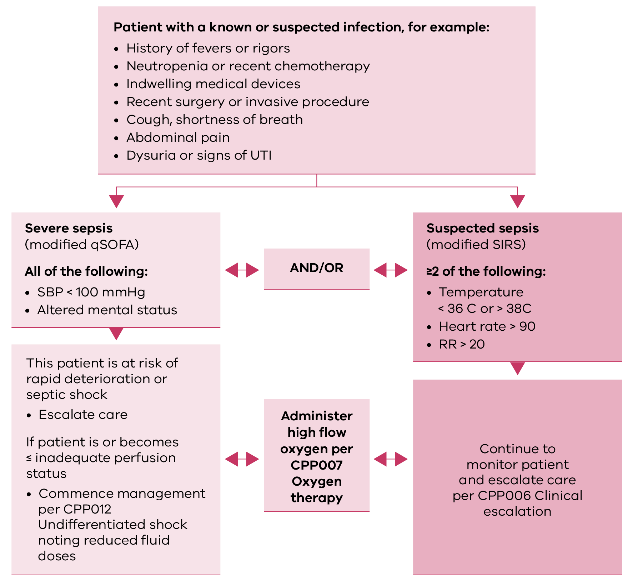 Patient with a known or suspected infection, for example:
• History of fevers or rigors
• Neutropenia or recent chemotherapy
• Indwelling medical devices
• Recent surgery or invasive procedure
• Cough, shortness of breath
• Abdominal pain
• Dysuria or signs of UTI
Severe sepsis
(modified qSOFA)
All of the following:
• SBP < 100 mmHg
• Altered mental status
AND/OR
Suspected sepsis
(modified SIRS)
≥2 of the following:
• Temperature
< 36 C or > 38C
• Heart rate > 90
• RR > 20
This patient is at risk of
rapid deterioration or
septic shock
• Escalate care
If patient is or becomes
≤ inadequate perfusion
status
• Commence management
per CPP012
Undifferentiated shock
noting reduced fluid
doses
Administer
high flow
oxygen per
CPP007
Oxygen
therapy
Continue to
monitor patient
and escalate care
per CPP006 Clinical
escalation